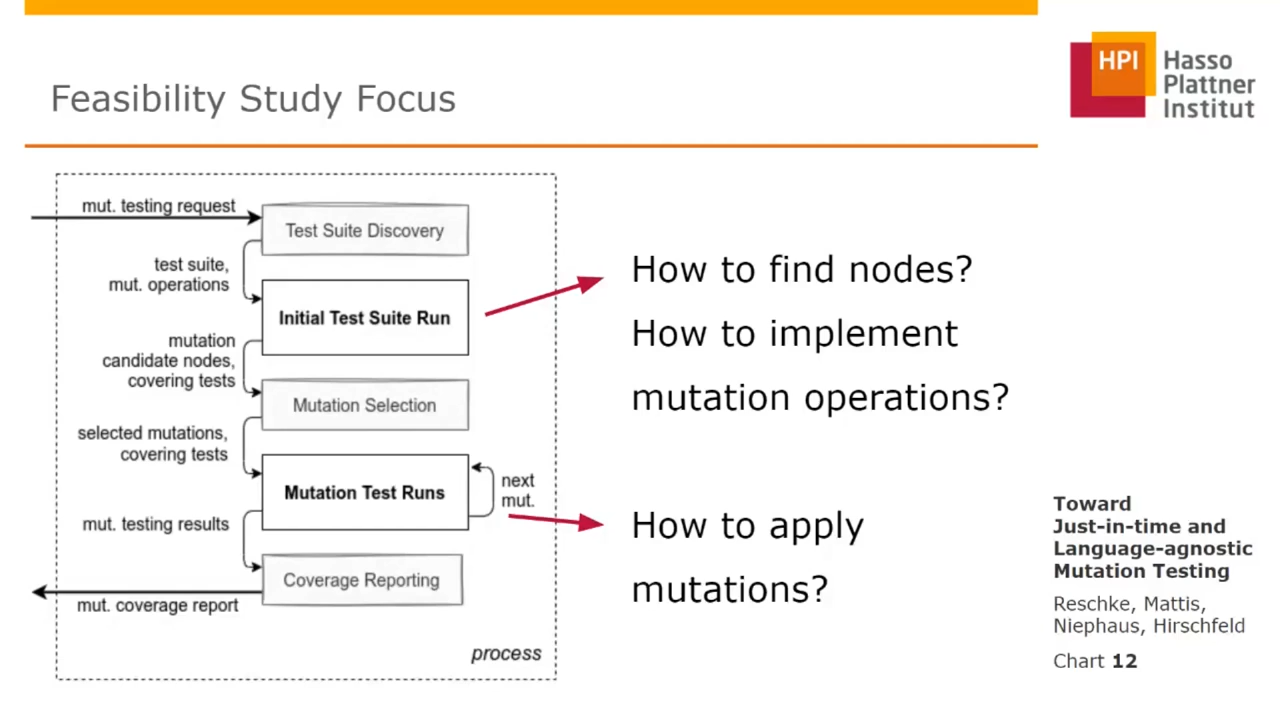 HPI Hasso
Plattner
Institut
Feasibility Study Focus
mut. testing request
Test Suite Discovery
test suite,
mut. operations
Initial Test Suite Run
mutation
candidate nodes,
covering tests
Mutation Selection
selected mutations,
covering tests
Mutation Test Runs
next
mut.
mut. testing results
Coverage Reporting
mut. coverage report
process
How to find nodes?
How to implement
mutation operations?
How to apply
mutations?
Toward
Just-in-time and
Language-agnostic
Mutation Testing
Reschke, Mattis,
Niephaus, Hirschfeld
Chart 12